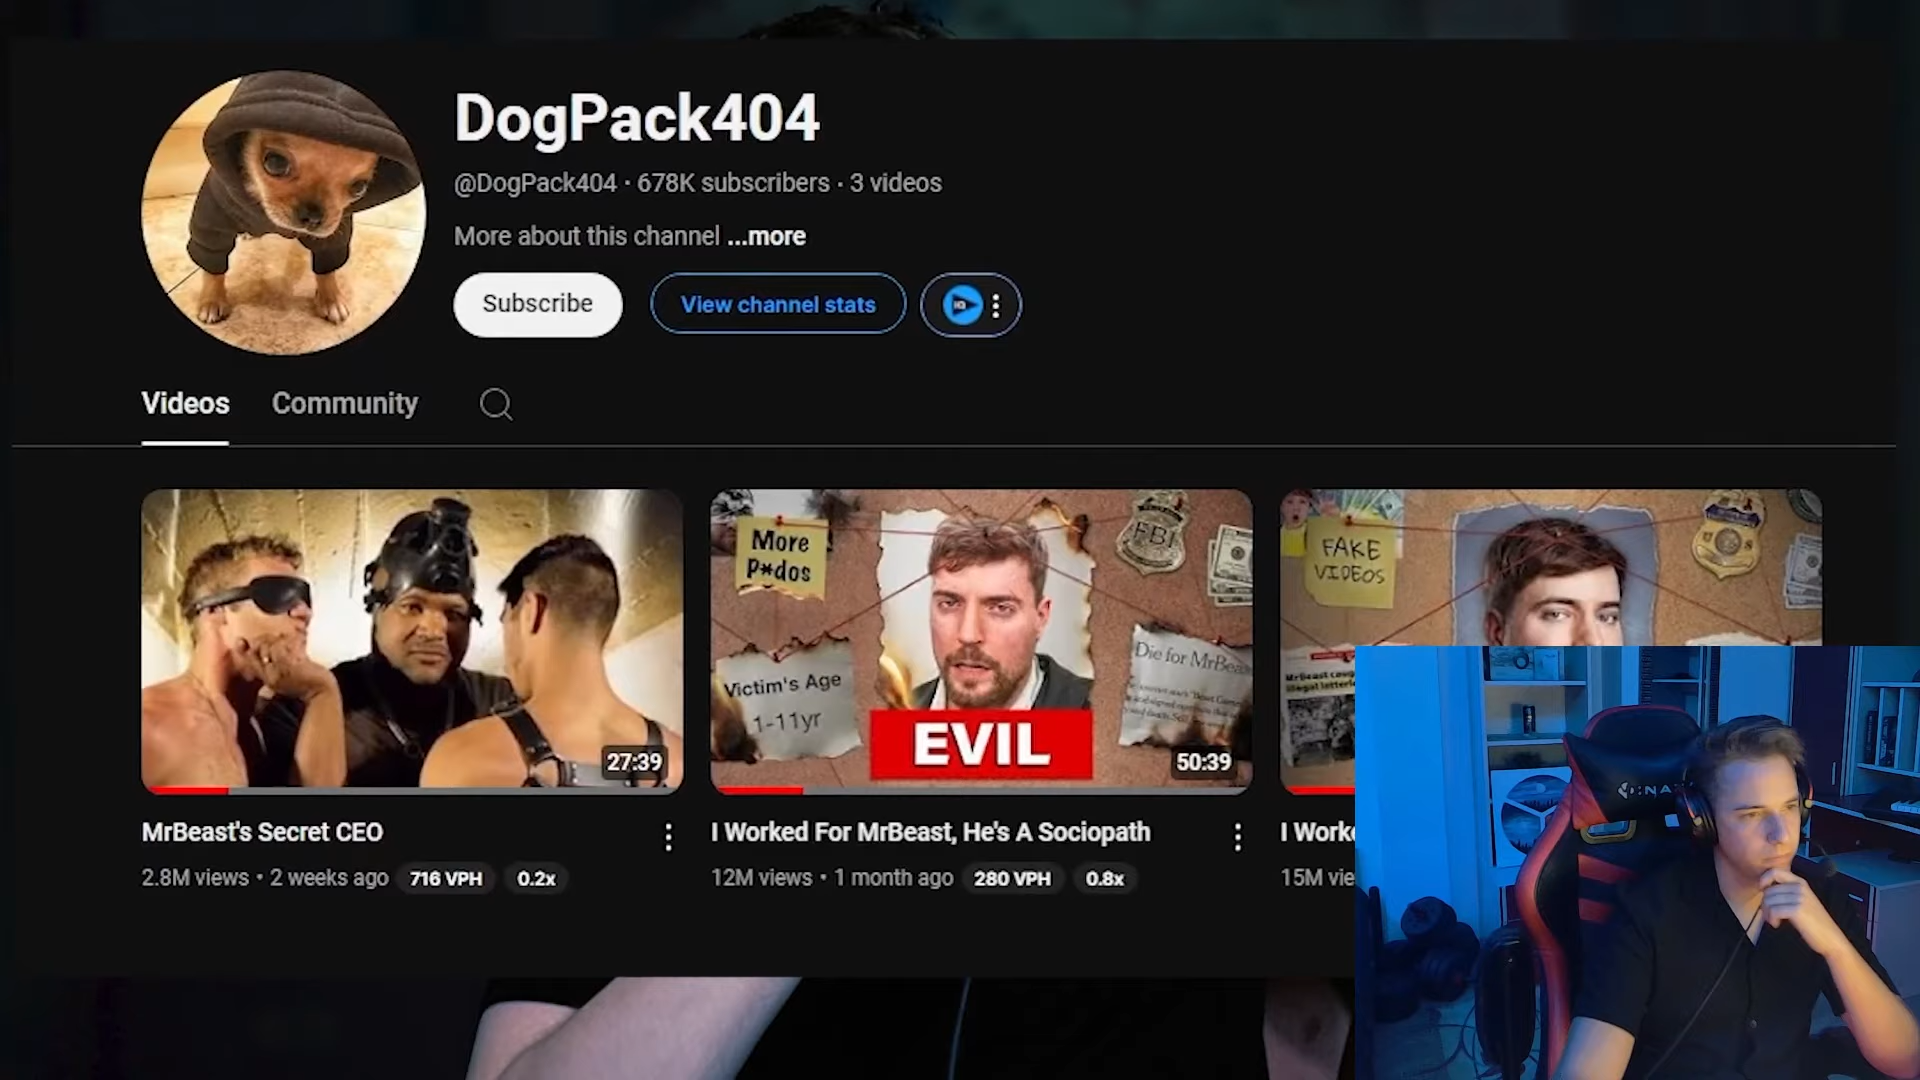 DogPack404
@DogPack404 · 678K subscribers · 3 videos
More about this channel ...more
Subscribe
View channel stats
HQ
Videos
Community
27:39
More
P*dos
FBI
Victim's Age
1-11yr
Die for MrBeast
EVIL
50:39
FAKE
VIDEOS
MrBeast's Secret CEO
2.8M views · 2 weeks ago 716 VPH 0.2x
I Worked For MrBeast, He's A Sociopath
12M views · 1 month ago 280 VPH 0.8x
I Worke
15M vie